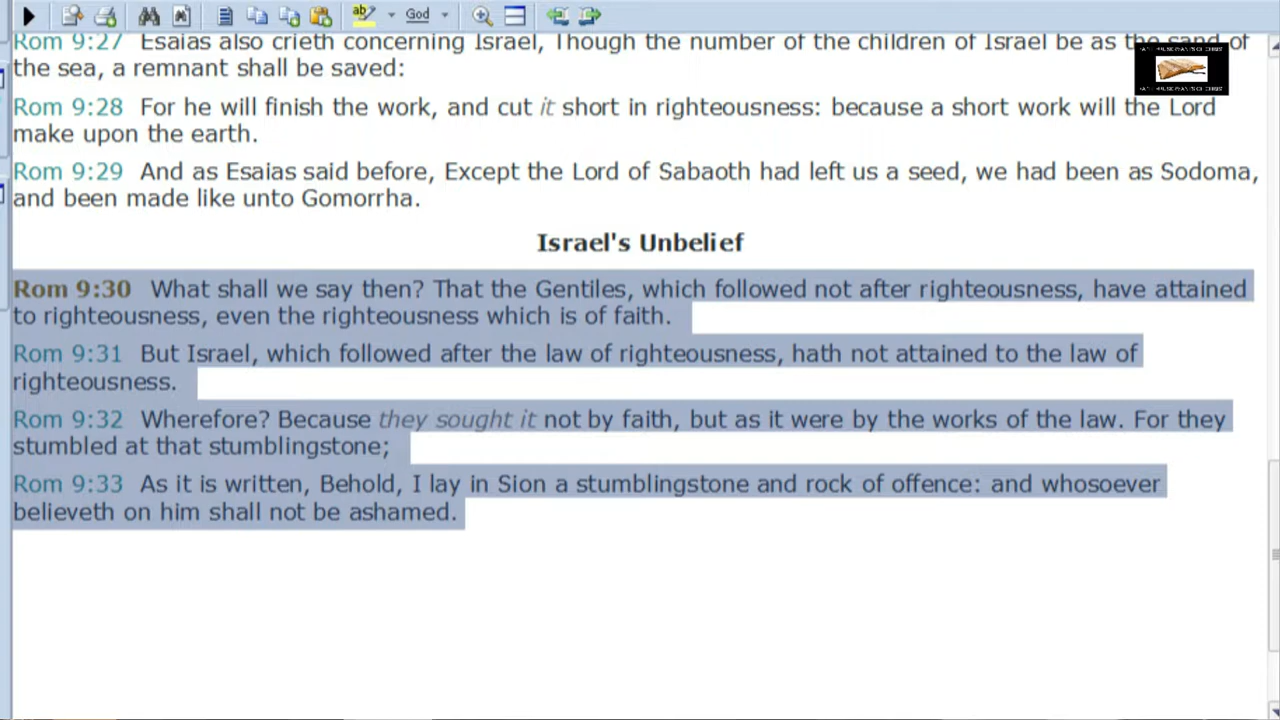 God
Rom 9:27 Esaias also crieth concerning Israel, Though the number of the children of Israel be as the sand of
the sea, a remnant shall be saved:
Rom 9:28 For he will finish the work, and cut it short in righteousness: because a short work will the Lord
make upon the earth.
Rom 9:29 And as Esaias said before, Except the Lord of Sabaoth had left us a seed, we had been as Sodoma,
and been made like unto Gomorrha.
Israel's Unbelief
Rom 9:30 What shall we say then? That the Gentiles, which followed not after righteousness, have attained
to righteousness, even the righteousness which is of faith.
Rom 9:31 But Israel, which followed after the law of righteousness, hath not attained to the law of
righteousness.
Rom 9:32 Wherefore? Because they sought it not by faith, but as it were by the works of the law. For they
stumbled at that stumblingstone;
Rom 9:33 As it is written, Behold, I lay in Sion a stumblingstone and rock of offence: and whosoever
believeth on him shall not be ashamed.